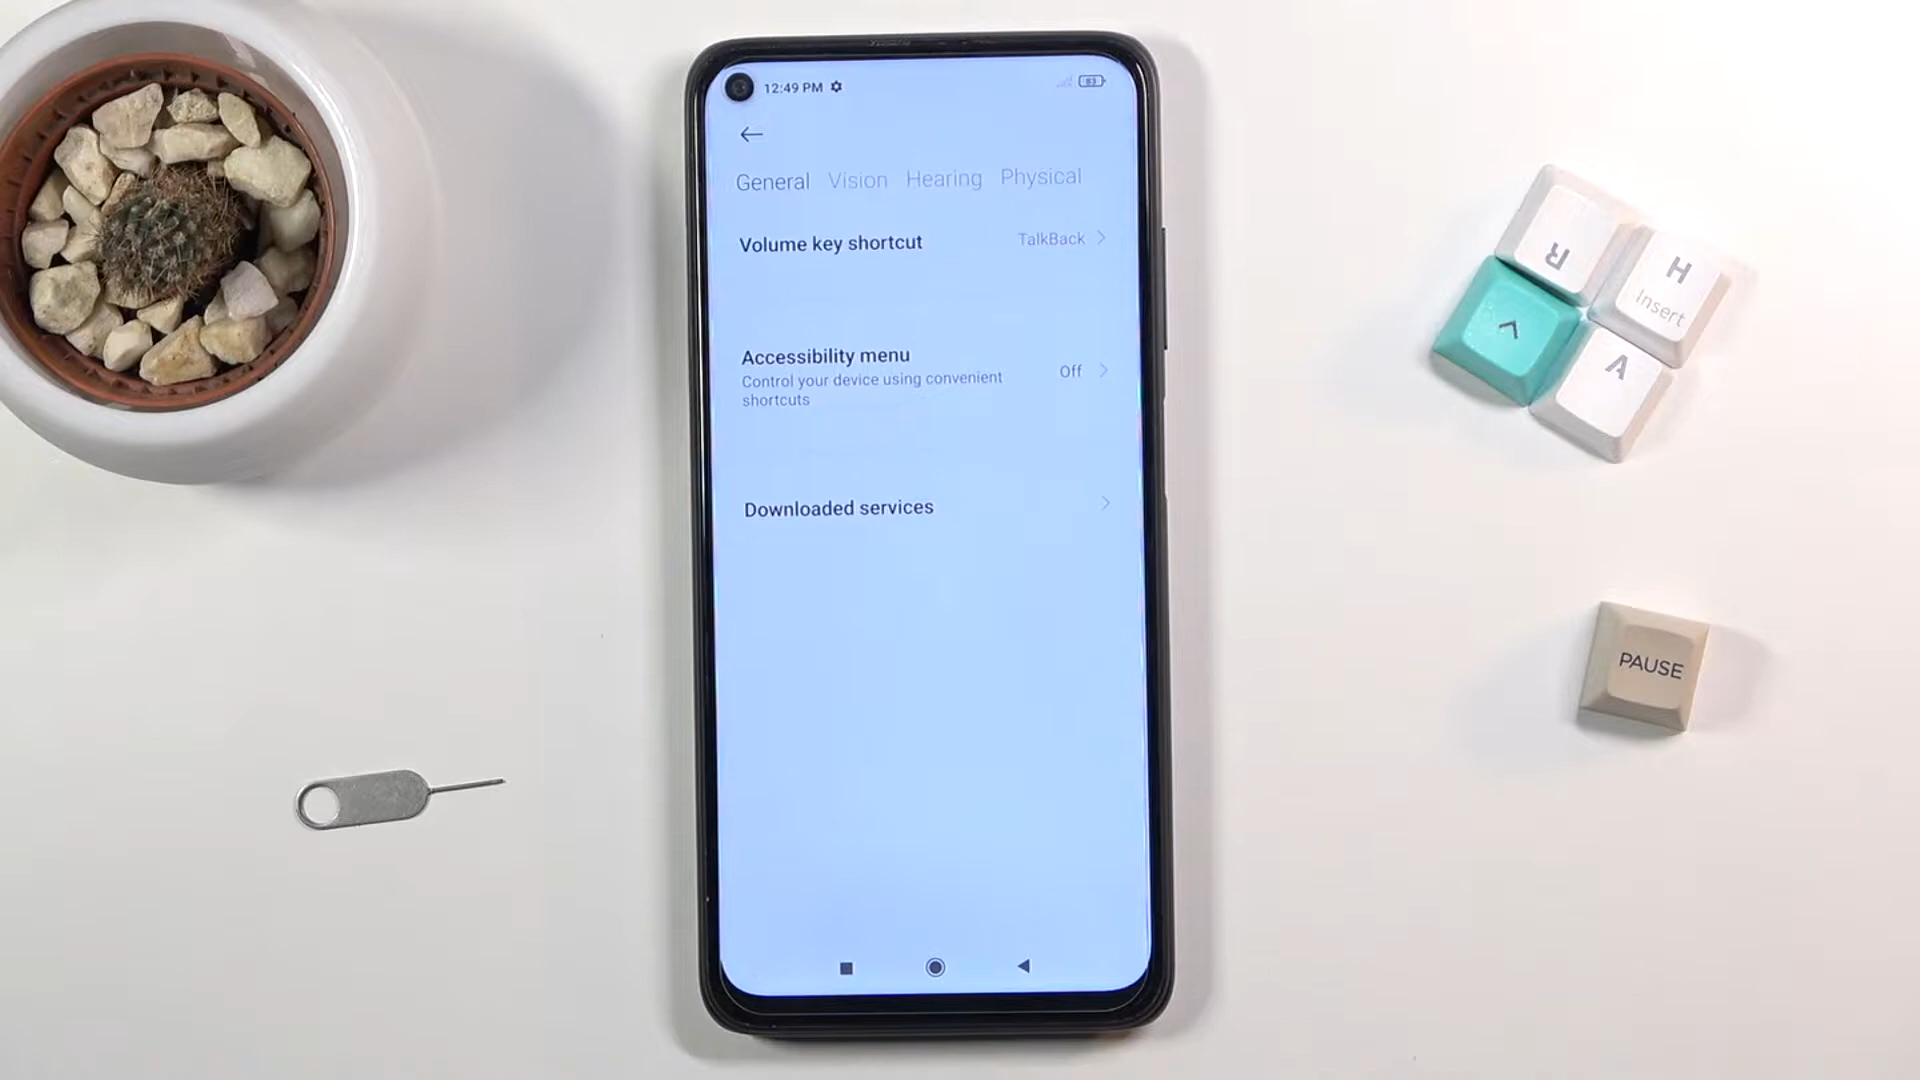 12:49 PM
83
General Vision Hearing Physical
Volume key shortcut
TalkBack
Accessibility menu
Control your device using convenient
shortcuts
Off
Downloaded services
R
H
Insert
^
A
PAUSE